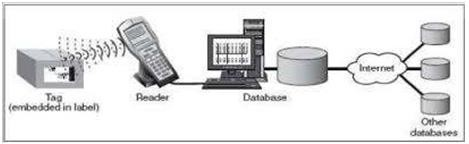 Tag
(embedded in label)
Reader
Database
Internet
Other
databases